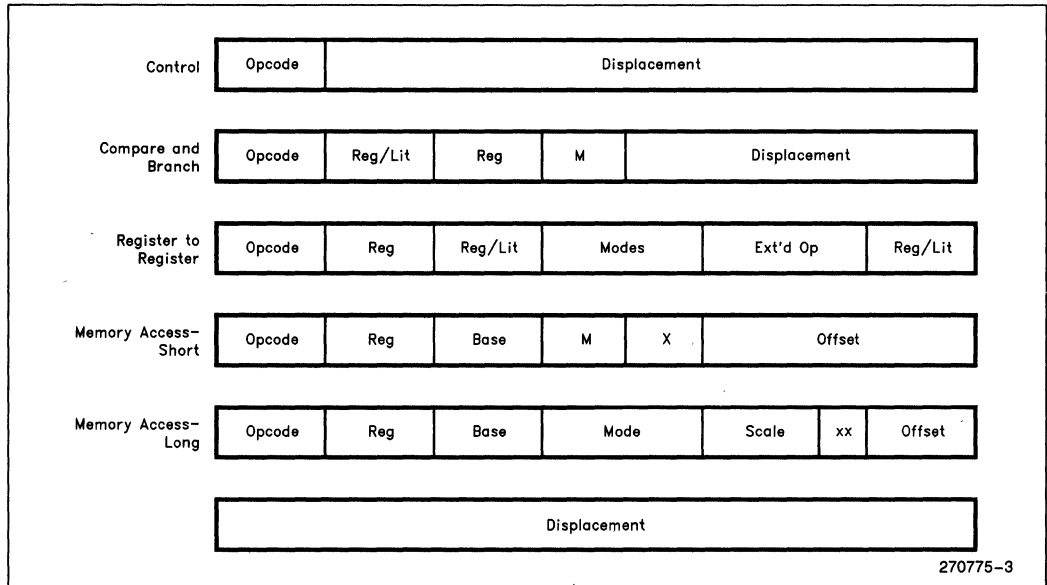 Control Opcode Displacement
Compare and
Branch Opcode Reg/Lit Reg M Displacement
Register to
Register Opcode Reg Reg/Lit Modes Ext'd Op Reg/Lit
Memory Access-
Short Opcode Reg Base M X Offset
Memory Access-
Long Opcode Reg Base Mode Scale xx Offset
Displacement
270775-3